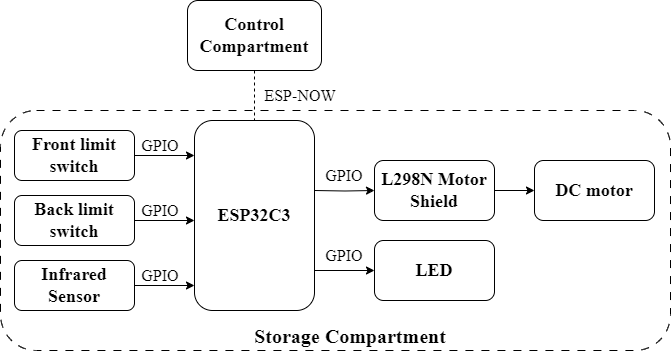 Control
Compartment
ESP-NOW
Front limit
switch
GPIO
Back limit
switch
GPIO
Infrared
Sensor
GPIO
ESP32C3
GPIO
L298N Motor
Shield
DC motor
GPIO
LED
Storage Compartment